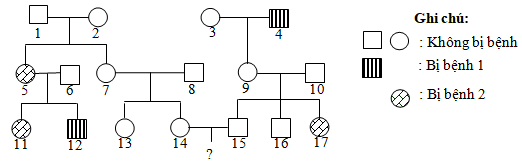 Ghi chú:
: Không bị bệnh
: Bị bệnh 1
: Bị bệnh 2
1 2 3 4
5 6 7 8 9 10
11 12 13 14 15 16 17
?